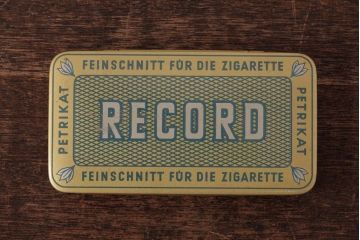 FEINSCHNITT FÜR DIE ZIGARETTE
PETRIKAT
RECORD
PETRIKAT
FEINSCHNITT FÜR DIE ZIGARETTE